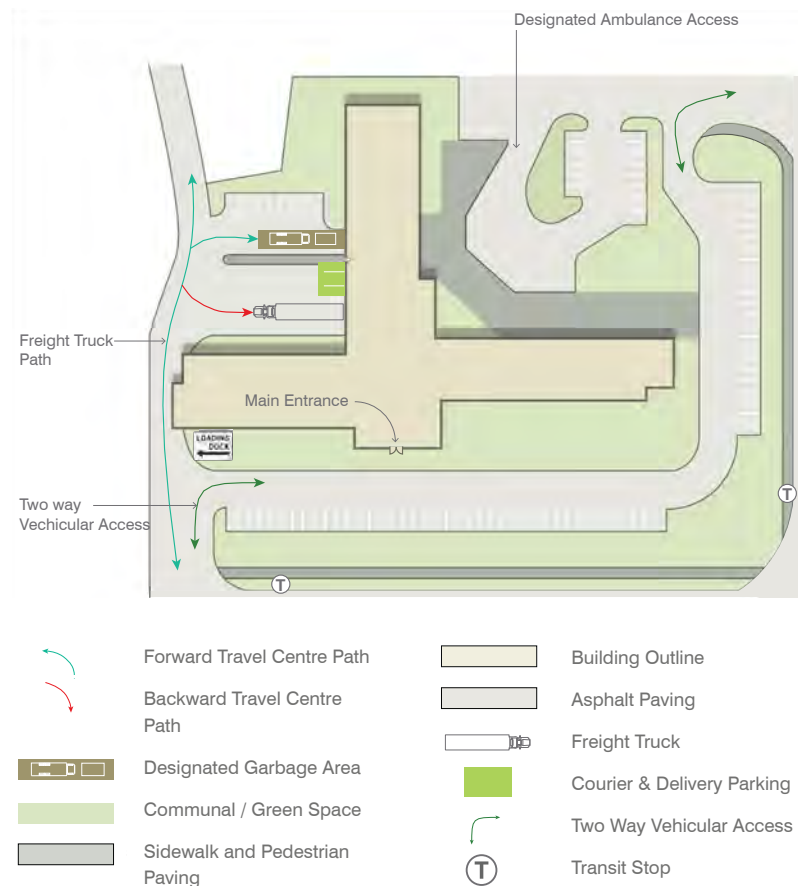 Designated Ambulance Access
Freight Truck
Path
Main Entrance
LOADING
DOCK
Two way
Vechicular Access
T
T
Forward Travel Centre Path
Backward Travel Centre
Path
Designated Garbage Area
Communal / Green Space
Sidewalk and Pedestrian
Paving
Building Outline
Asphalt Paving
Freight Truck
Courier & Delivery Parking
Two Way Vehicular Access
T
Transit Stop